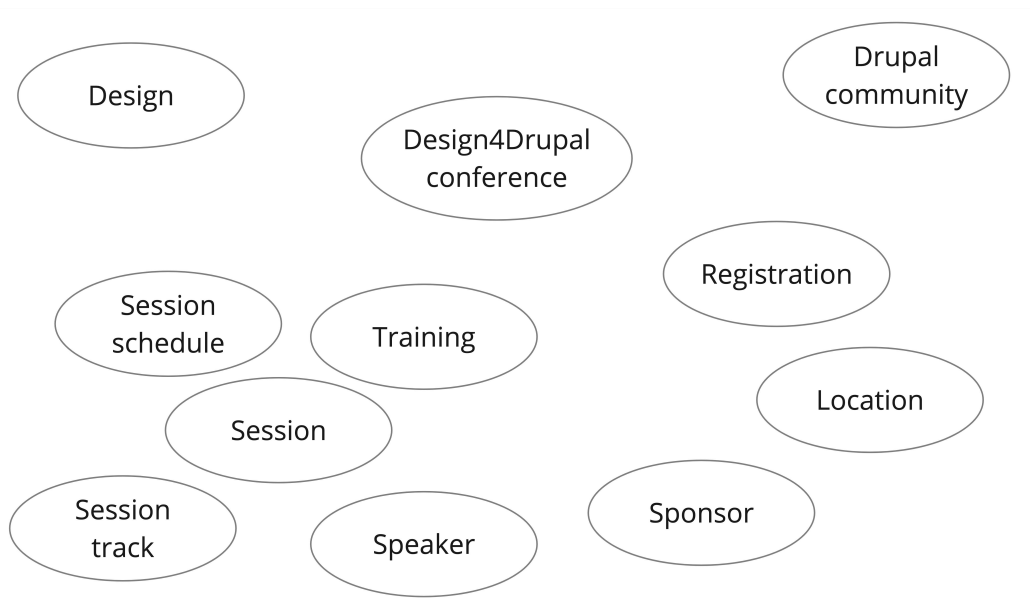 Drupal
community
Design
Design4Drupal
conference
Registration
Session
schedule
Training
Location
Session
Session
track
Speaker
Sponsor